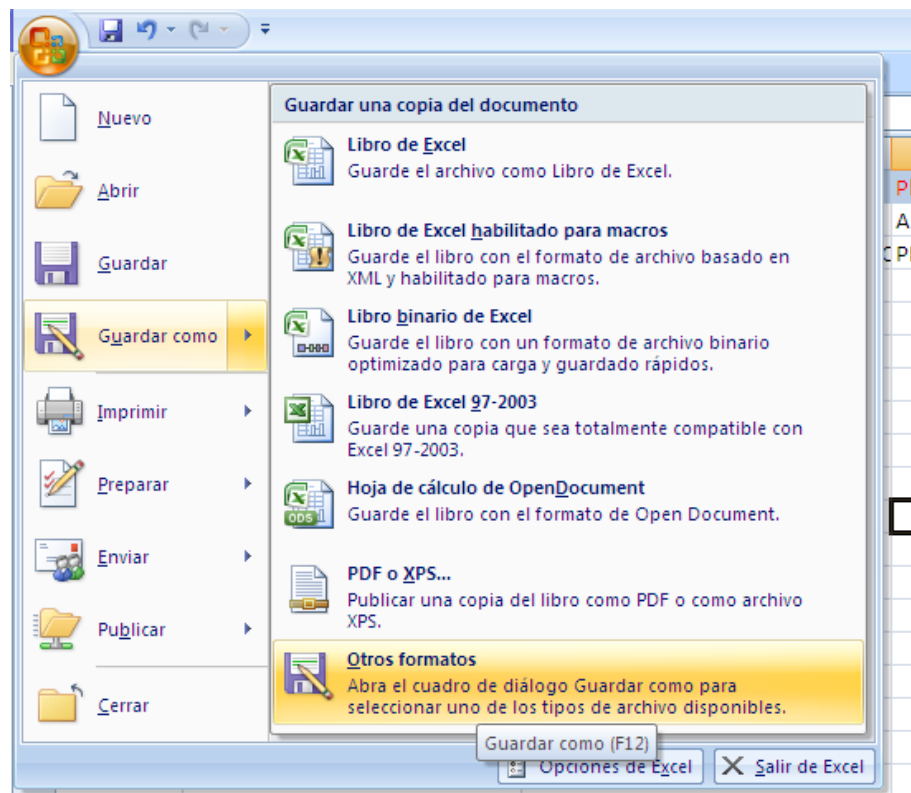 Nuevo
Abrir
Guardar
Guardar como
Imprimir
Preparar
Enviar
Publicar
Cerrar
Guardar una copia del documento
Libro de Excel
Guarde el archivo como Libro de Excel.
Libro de Excel habilitado para macros
Guarde el libro con el formato de archivo basado en
XML y habilitado para macros.
Libro binario de Excel
Guarde el libro con un formato de archivo binario
optimizado para carga y guardado rápidos.
Libro de Excel 97-2003
Guarde una copia que sea totalmente compatible con
Excel 97-2003.
Hoja de cálculo de OpenDocument
ODS
Guarde el libro con el formato de Open Document.
PDF o XPS...
Publicar una copia del libro como PDF o como archivo
XPS.
Otros formatos
Abra el cuadro de diálogo Guardar como para
seleccionar uno de los tipos de archivo disponibles.
Guardar como (F12)
Opciones de Excel
Salir de Excel